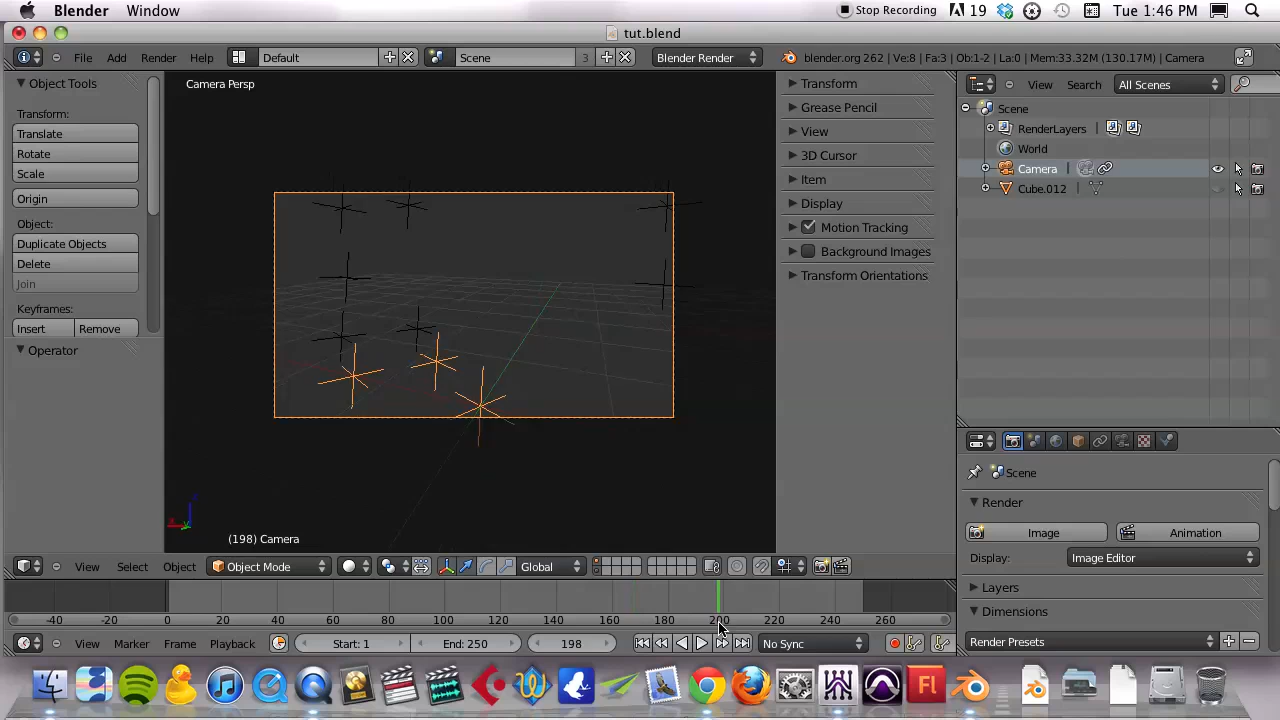 Blender Window Stop Recording 19 Tue 1:46 PM
tut.blend
File Add Render Help Default Scene 3 Blender Render blender.org 262 | Ve:8 | Fa:3 | Ob:1-2 | La:0 | Mem:33.32M (130.17M) | Camera
Object Tools
Transform:
Translate
Rotate
Scale
Origin
Object:
Duplicate Objects
Delete
Join
Keyframes:
Insert Remove
Operator
Camera Persp
(198) Camera
Transform
Grease Pencil
View
3D Cursor
Item
Display
Motion Tracking
Background Images
Transform Orientations
View Search All Scenes
Scene
RenderLayers
World
Camera
Cube.012
Scene
Render
Image Animation
Display: Image Editor
Layers
Dimensions
Render Presets
View Select Object Object Mode Global
-40 -20 0 20 40 60 80 100 120 140 160 180 200 220 240 260
View Marker Frame Playback Start: 1 End: 250 198 No Sync
Fl